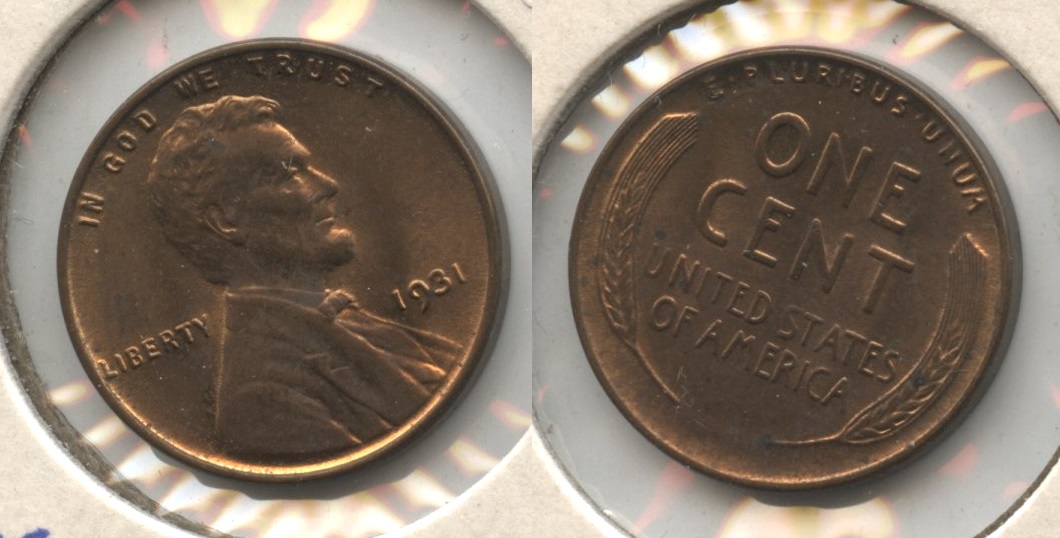 IN GOD WE TRUST
LIBERTY
1931
E·PLURIBUS·UNUM
ONE
CENT
UNITED STATES
OF AMERICA